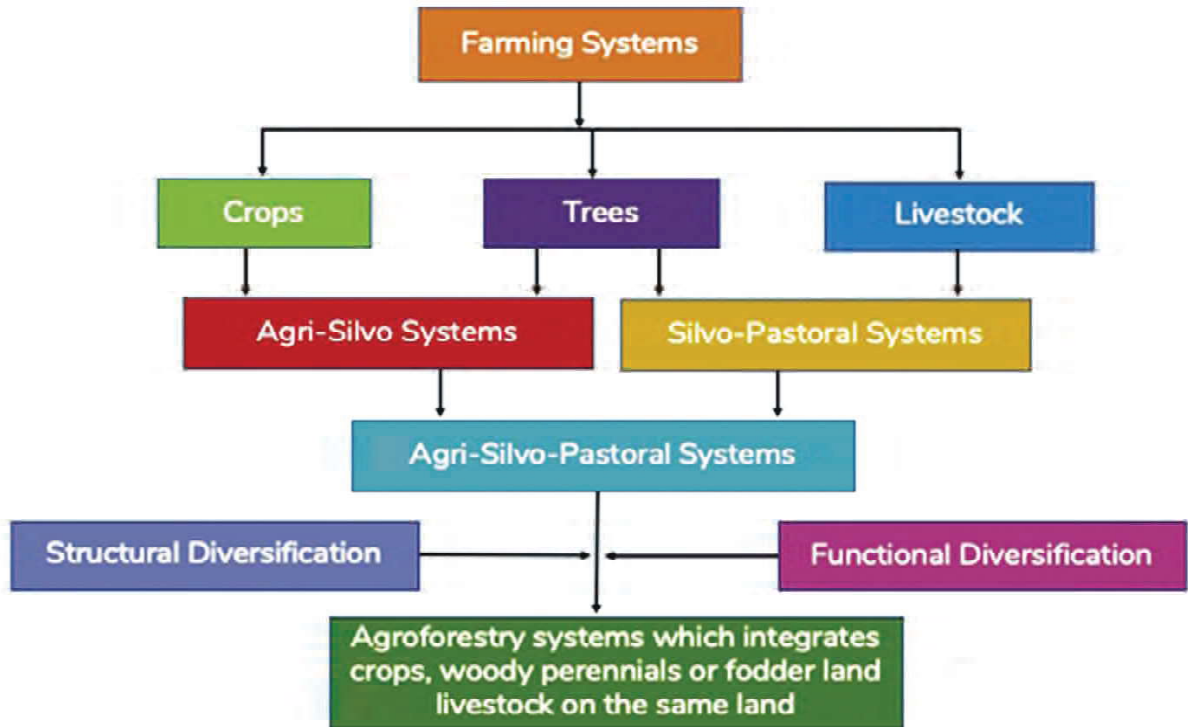 Farming Systems
Crops
Trees
Livestock
Agri-Silvo Systems
Silvo-Pastoral Systems
Agri-Silvo-Pastoral Systems
Structural Diversification
Functional Diversification
Agroforestry systems which integrates
crops, woody perennials or fodder land
livestock on the same land